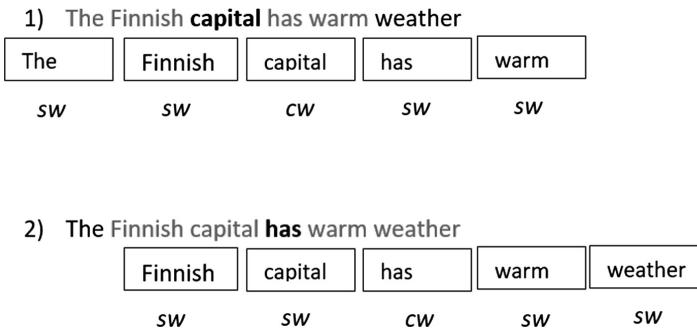 1) The Finnish capital has warm weather
The Finnish capital has warm
sw sw cw sw sw
2) The Finnish capital has warm weather
Finnish capital has warm weather
sw sw cw sw sw